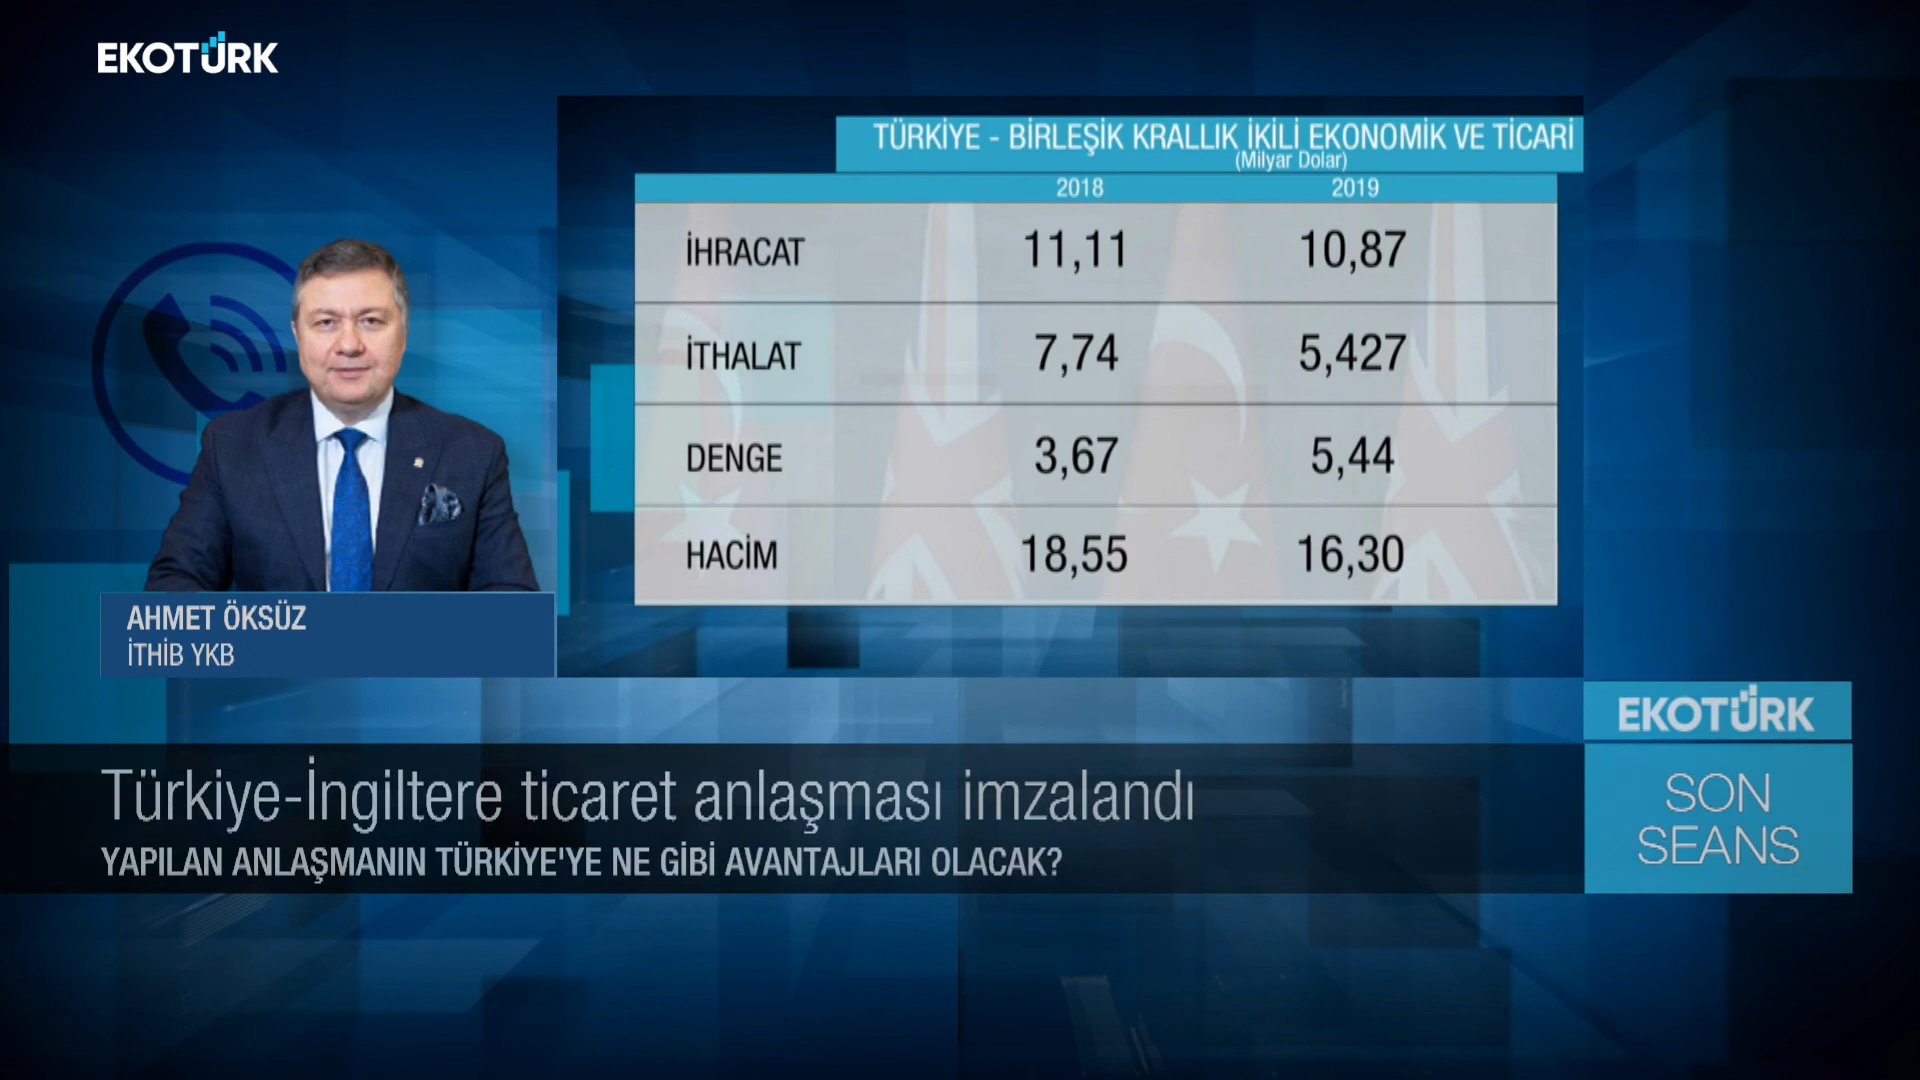 EKOTÜRK
TÜRKİYE - BİRLEŞİK KRALLIK İKİLİ EKONOMİK VE TİCARİ
(Milyar Dolar)
2018 2019
İHRACAT 11,11 10,87
İTHALAT 7,74 5,427
DENGE 3,67 5,44
HACİM 18,55 16,30
AHMET ÖKSÜZ
İTHİB YKB
EKOTÜRK
Türkiye-İngiltere ticaret anlaşması imzalandı
YAPILAN ANLAŞMANIN TÜRKİYE'YE NE GİBİ AVANTAJLARI OLACAK?
SON
SEANS